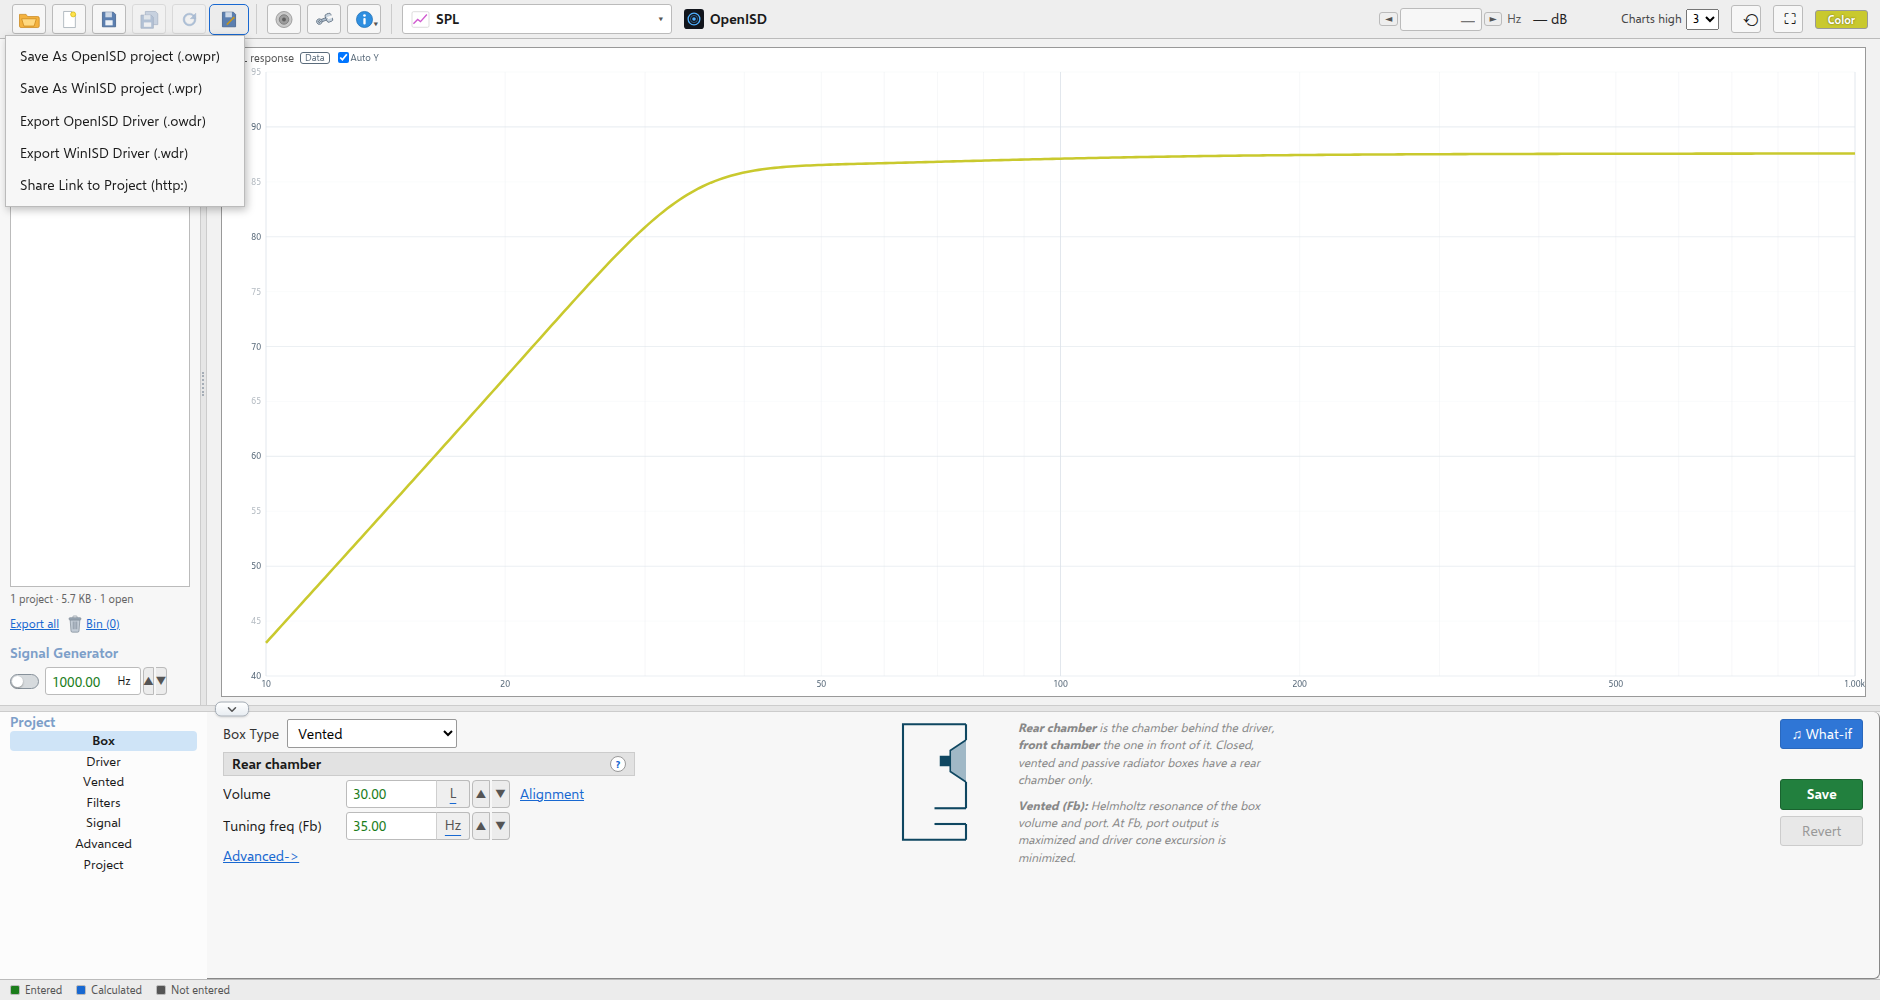 SPL
OpenISD
Hz
— dB
Charts high
3
Color
Save As OpenISD project (.owpr)
Save As WinISD project (.wpr)
Export OpenISD Driver (.owdr)
Export WinISD Driver (.wdr)
Share Link to Project (http:)
response
Data
Auto Y
95
90
85
80
75
70
65
60
55
50
45
40
10
20
50
100
200
500
1.00k
1 project · 5.7 KB · 1 open
Export all
Bin (0)
Signal Generator
1000.00 Hz
Project
Box
Driver
Vented
Filters
Signal
Advanced
Project
Box Type
Vented
Rear chamber
?
Volume
30.00
L
Alignment
Tuning freq (Fb)
35.00
Hz
Advanced->
Rear chamber is the chamber behind the driver,
front chamber the one in front of it. Closed,
vented and passive radiator boxes have a rear
chamber only.
Vented (Fb): Helmholtz resonance of the box
volume and port. At Fb, port output is
maximized and driver cone excursion is
minimized.
♫ What-if
Save
Revert
Entered
Calculated
Not entered